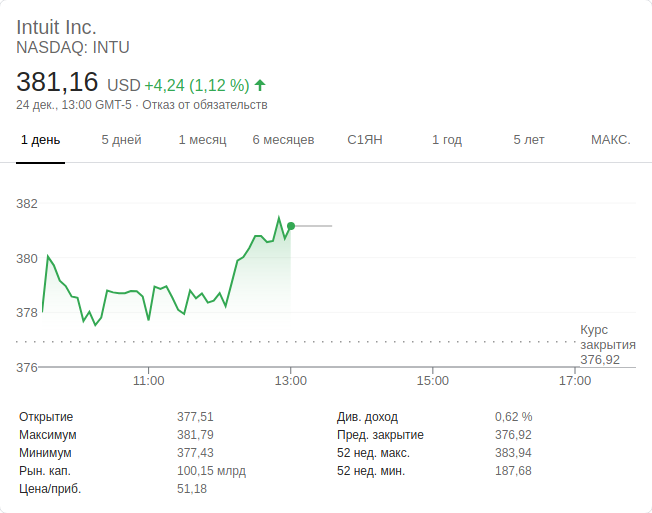 Intuit Inc.
NASDAQ: INTU
381,16 USD +4,24 (1,12 %)
24 дек., 13:00 GMT-5 · Отказ от обязательств
1 день 5 дней 1 месяц 6 месяцев С1ЯН 1 год 5 лет МАКС.
382
380
378
376
Курс
закрытия
376,92
11:00 13:00 15:00 17:00
Открытие 377,51 Див. доход 0,62 %
Максимум 381,79 Пред. закрытие 376,92
Минимум 377,43 52 нед. макс. 383,94
Рын. кап. 100,15 млрд 52 нед. мин. 187,68
Цена/приб. 51,18